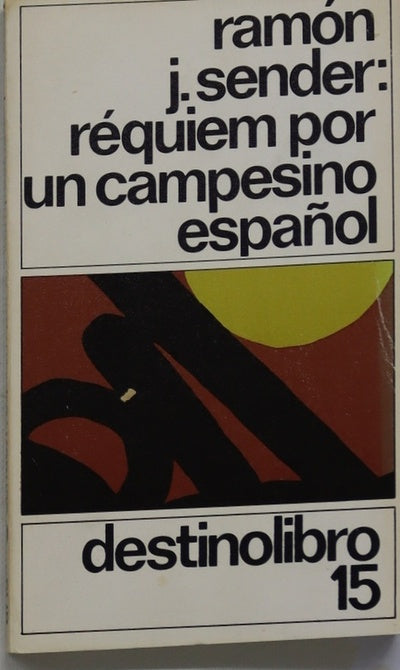 ramón
j. sender:
réquiem por
un campesino
español
destinolibro
15